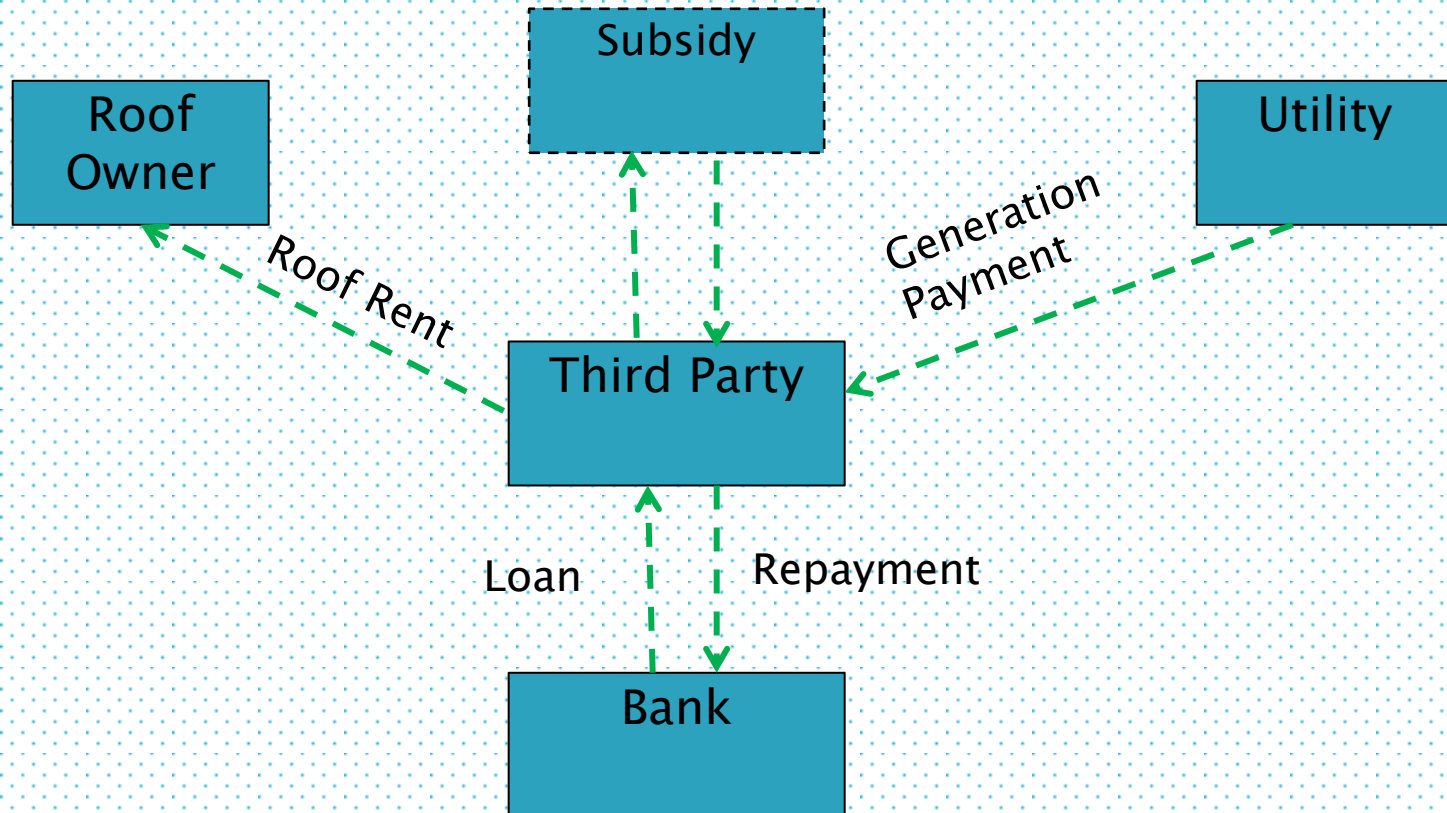 Subsidy
Roof
Owner
Utility
Generation
Payment
Roof Rent
Third Party
Loan
Repayment
Bank